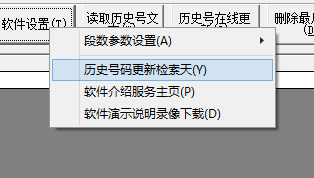 软件设置(T)
读取历史号文
历史号在线更
删除最
段数参数设置(A)
历史号码更新检索天(Y)
软件介绍服务主页(P)
软件演示说明录像下载(D)